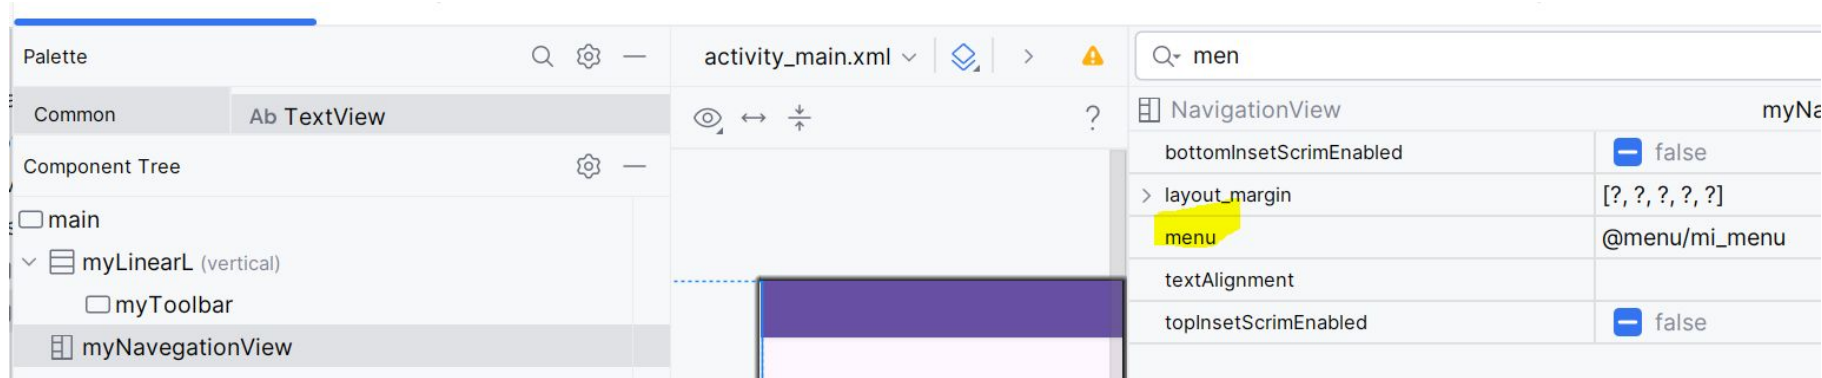 Palette
Common
Ab TextView
Component Tree
main
myLinearL (vertical)
myToolbar
myNavegationView
activity_main.xml
?
men
NavigationView
myNa
bottomInsetScrimEnabled
false
layout_margin
[?, ?, ?, ?, ?]
menu
@menu/mi_menu
textAlignment
topInsetScrimEnabled
false